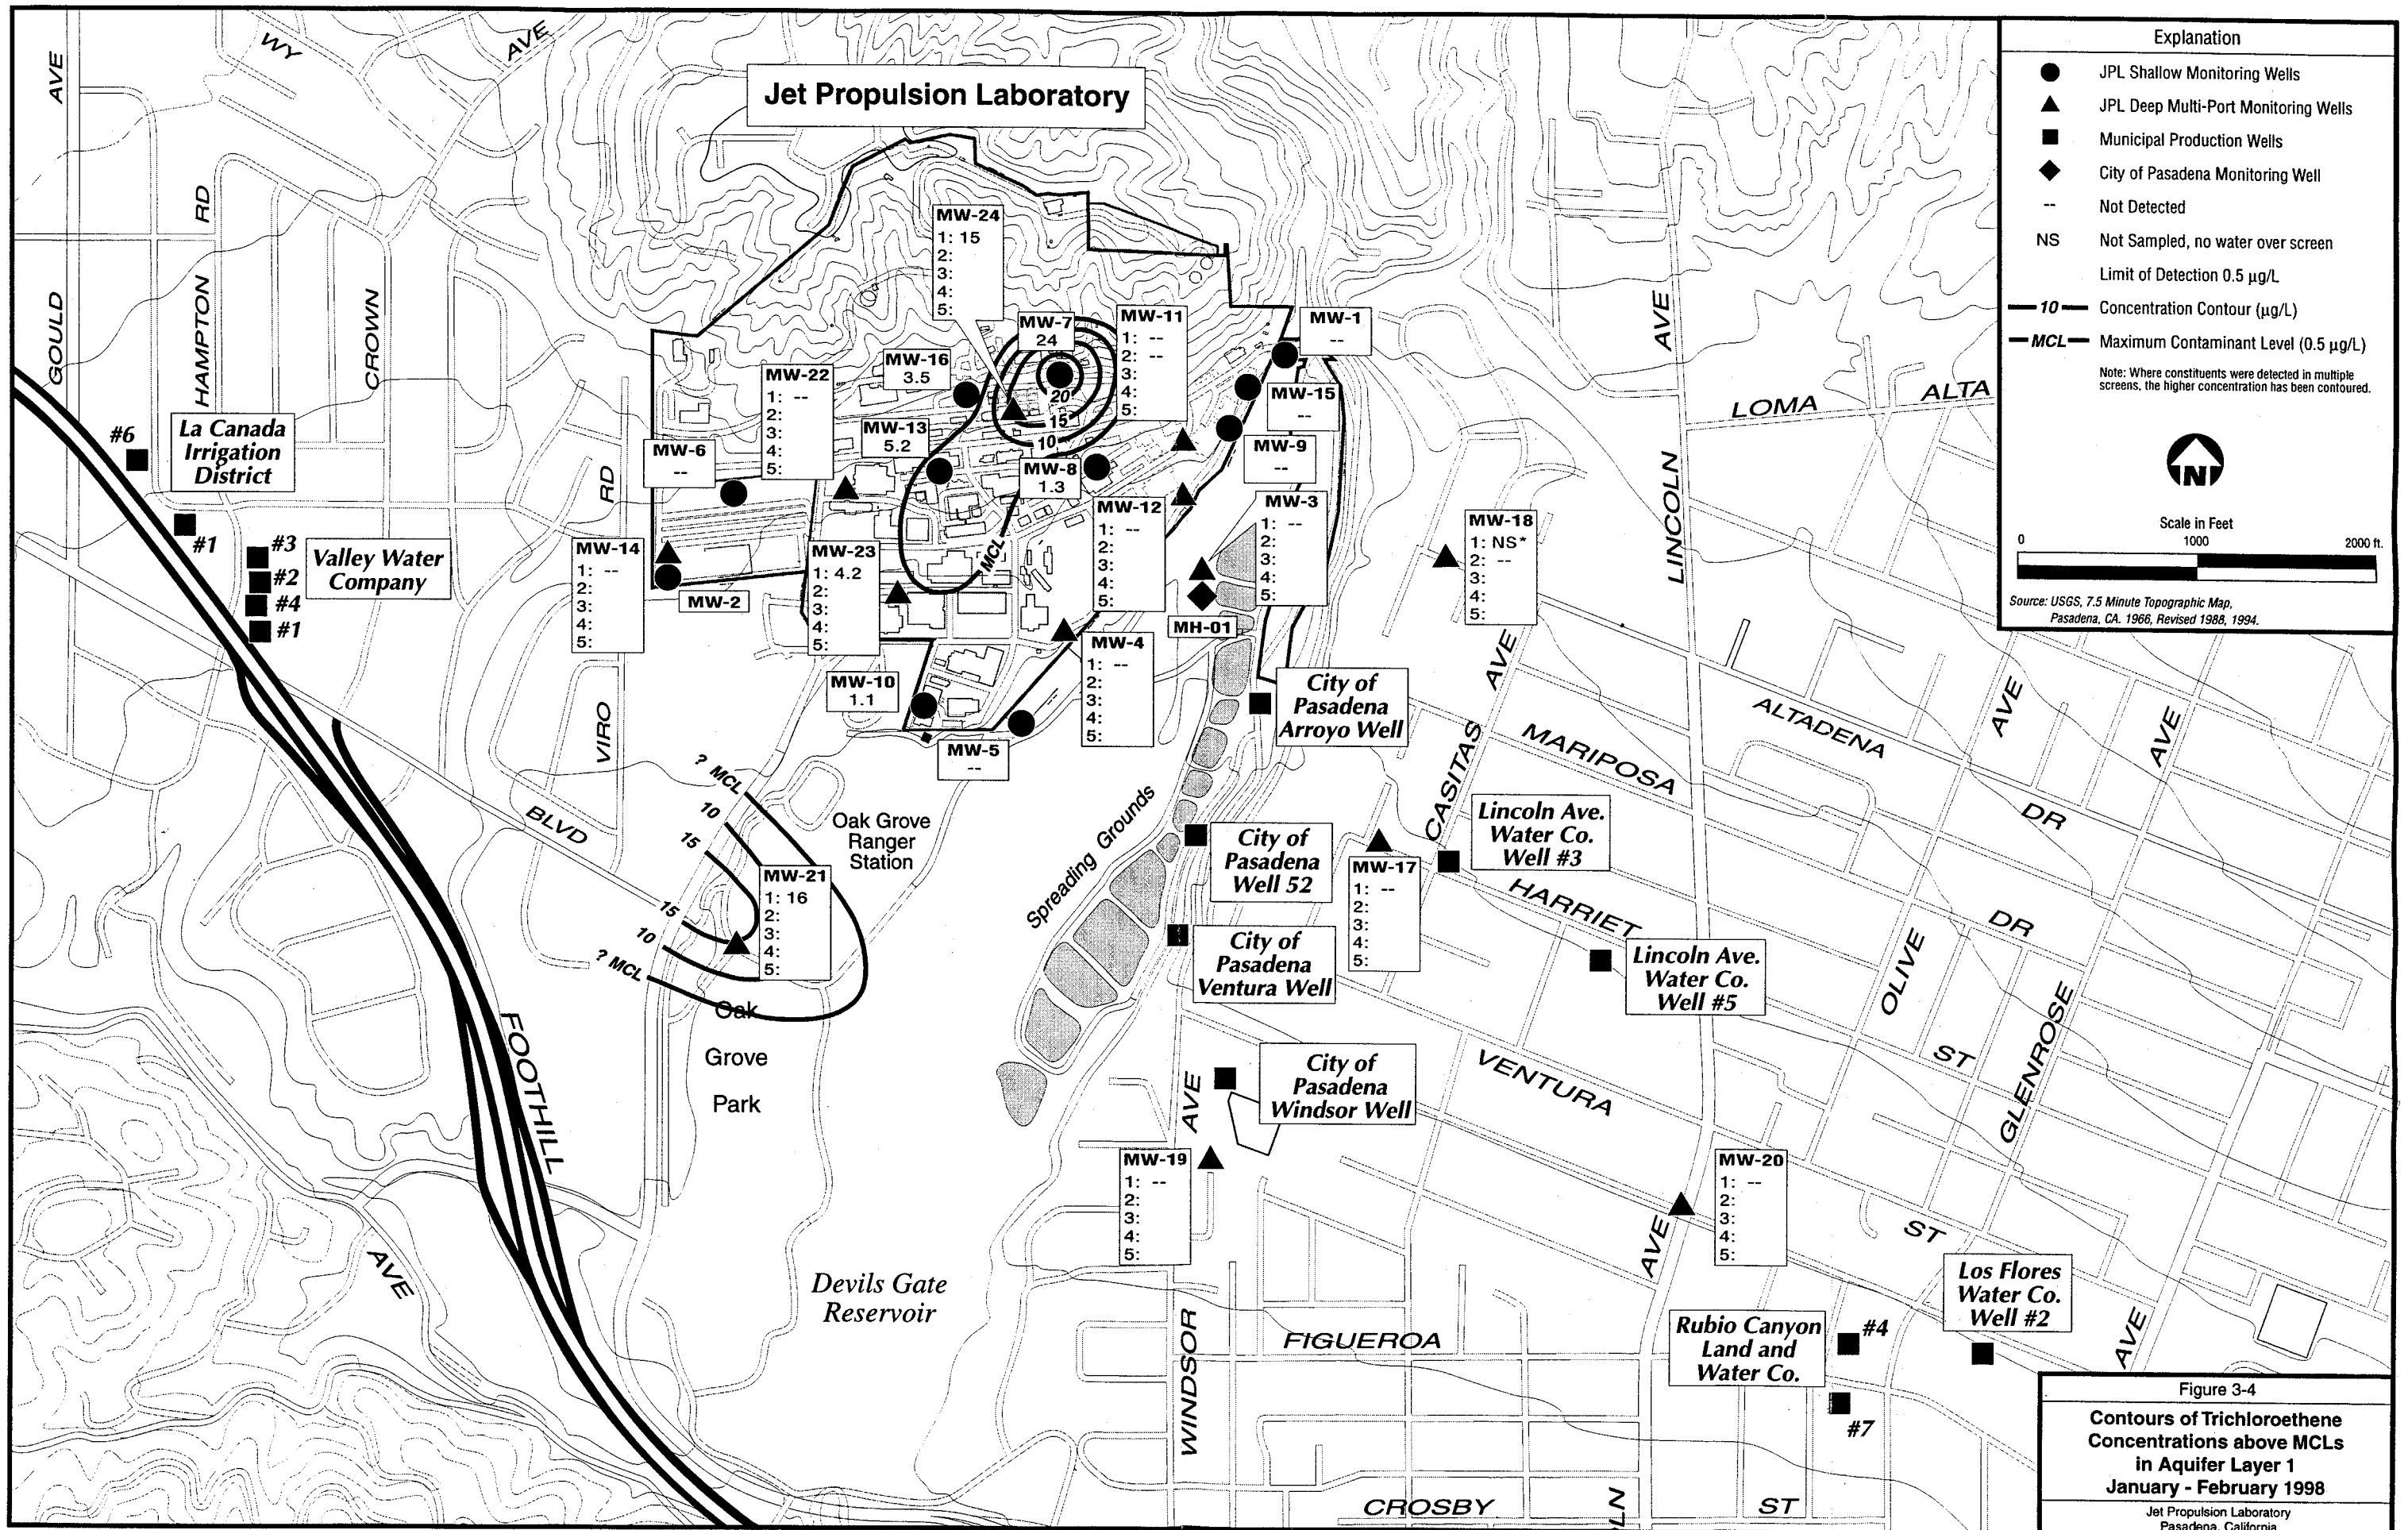 Jet Propulsion Laboratory
WY
AVE
AVE
GOULD
HAMPTON
RD
CROWN
RD
VIRO
#6
La Canada
Irrigation
District
#1
#3
#2
#4
#1
Valley Water
Company
MW-24
1: 15
2:
3:
4:
5:
MW-7
24
MW-11
1: --
2: --
3:
4:
5:
MW-1
--
MW-16
3.5
MW-22
1: --
2:
3:
4:
5:
20
15
10
MW-15
--
MW-13
5.2
MW-6
--
MW-8
1.3
MW-9
--
MW-12
1: --
2:
3:
4:
5:
MW-3
1: --
2:
3:
4:
5:
MCL
MW-14
1: --
2:
3:
4:
5:
MW-2
MW-23
1: 4.2
2:
3:
4:
5:
MH-01
MW-4
1: --
2:
3:
4:
5:
MW-10
1.1
MW-5
--
MW-18
1: NS*
2: --
3:
4:
5:
City of
Pasadena
Arroyo Well
? MCL
10
15
15
10
? MCL
MW-21
1: 16
2:
3:
4:
5:
Oak Grove
Ranger
Station
Oak
Grove
Park
Spreading Grounds
City of
Pasadena
Well 52
City of
Pasadena
Ventura Well
City of
Pasadena
Windsor Well
MW-17
1: --
2:
3:
4:
5:
Lincoln Ave.
Water Co.
Well #3
Lincoln Ave.
Water Co.
Well #5
MW-19
1: --
2:
3:
4:
5:
MW-20
1: --
2:
3:
4:
5:
Devils Gate
Reservoir
Rubio Canyon
Land and
Water Co.
#4
#7
Los Flores
Water Co.
Well #2
BLVD
FOOTHILL
AVE
LINCOLN
AVE
LOMA
ALTA
CASITAS
AVE
ALTADENA
DR
MARIPOSA
HARRIET
DR
OLIVE
AVE
AVE
GLENROSE
AVE
VENTURA
ST
ST
AVE
WINDSOR
AVE
FIGUEROA
CROSBY
ST
LN
Explanation
JPL Shallow Monitoring Wells
JPL Deep Multi-Port Monitoring Wells
Municipal Production Wells
City of Pasadena Monitoring Well
-- Not Detected
NS Not Sampled, no water over screen
Limit of Detection 0.5 µg/L
10 Concentration Contour (µg/L)
MCL Maximum Contaminant Level (0.5 µg/L)
Note: Where constituents were detected in multiple
screens, the higher concentration has been contoured.
N
Scale in Feet
0 1000 2000 ft.
Source: USGS, 7.5 Minute Topographic Map,
Pasadena, CA. 1966, Revised 1988, 1994.
Figure 3-4
Contours of Trichloroethene
Concentrations above MCLs
in Aquifer Layer 1
January - February 1998
Jet Propulsion Laboratory
Pasadena, California